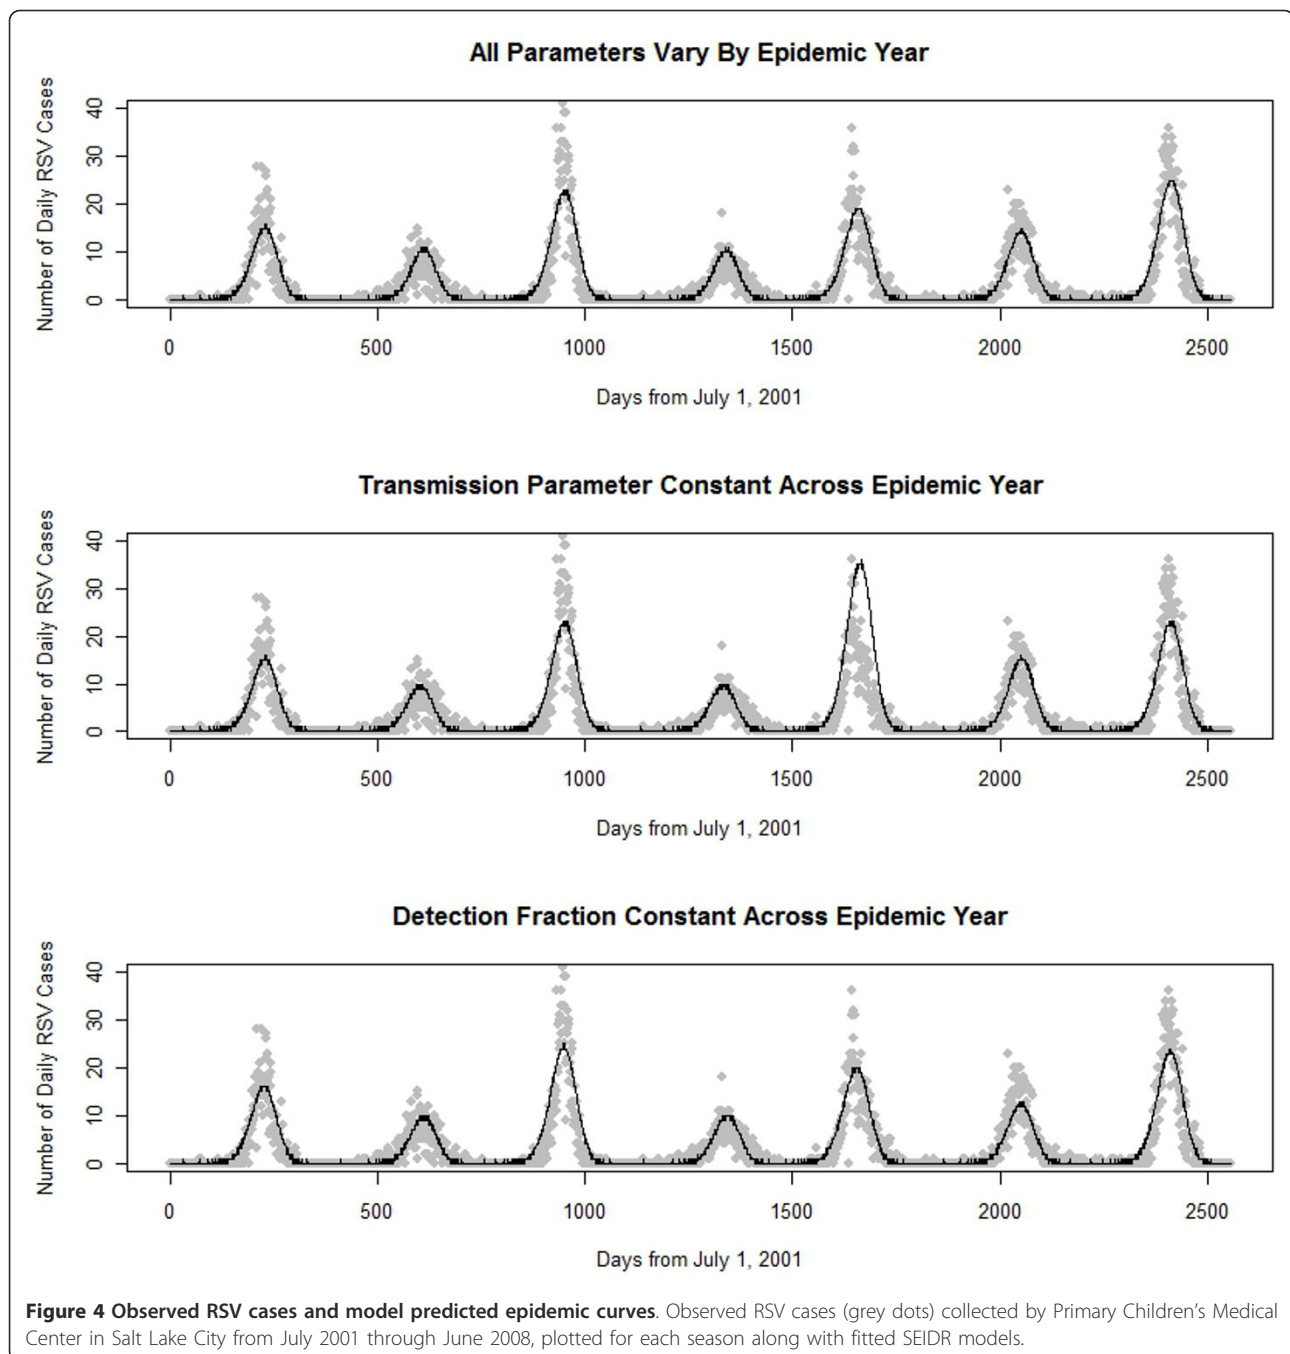 All Parameters Vary By Epidemic Year
Number of Daily RSV Cases
40
30
20
10
0
0 500 1000 1500 2000 2500
Days from July 1, 2001
Transmission Parameter Constant Across Epidemic Year
Number of Daily RSV Cases
40
30
20
10
0
0 500 1000 1500 2000 2500
Days from July 1, 2001
Detection Fraction Constant Across Epidemic Year
Number of Daily RSV Cases
40
30
20
10
0
0 500 1000 1500 2000 2500
Days from July 1, 2001
Figure 4 Observed RSV cases and model predicted epidemic curves. Observed RSV cases (grey dots) collected by Primary Children's Medical
Center in Salt Lake City from July 2001 through June 2008, plotted for each season along with fitted SEIDR models.